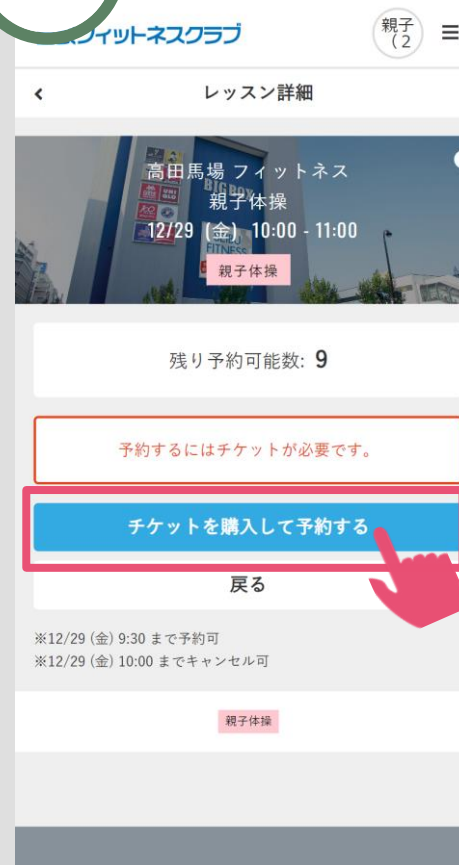 フィットネスクラブ
親子
(2
レッスン詳細
高田馬場 フィットネス
親子体操
12/29 (金) 10:00 - 11:00
親子体操
BIGBOX
FITNESS
残り予約可能数: 9
予約するにはチケットが必要です。
チケットを購入して予約する
戻る
※12/29 (金) 9:30 まで予約可
※12/29 (金) 10:00 までキャンセル可
親子体操